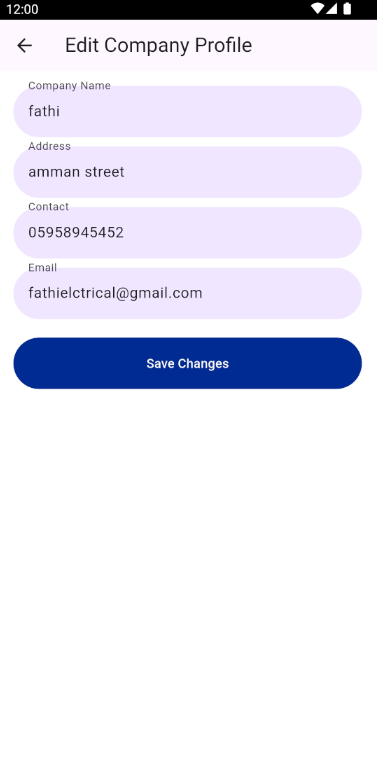 12:00
Edit Company Profile
Company Name
fathi
Address
amman street
Contact
05958945452
Email
fathielctrical@gmail.com
Save Changes